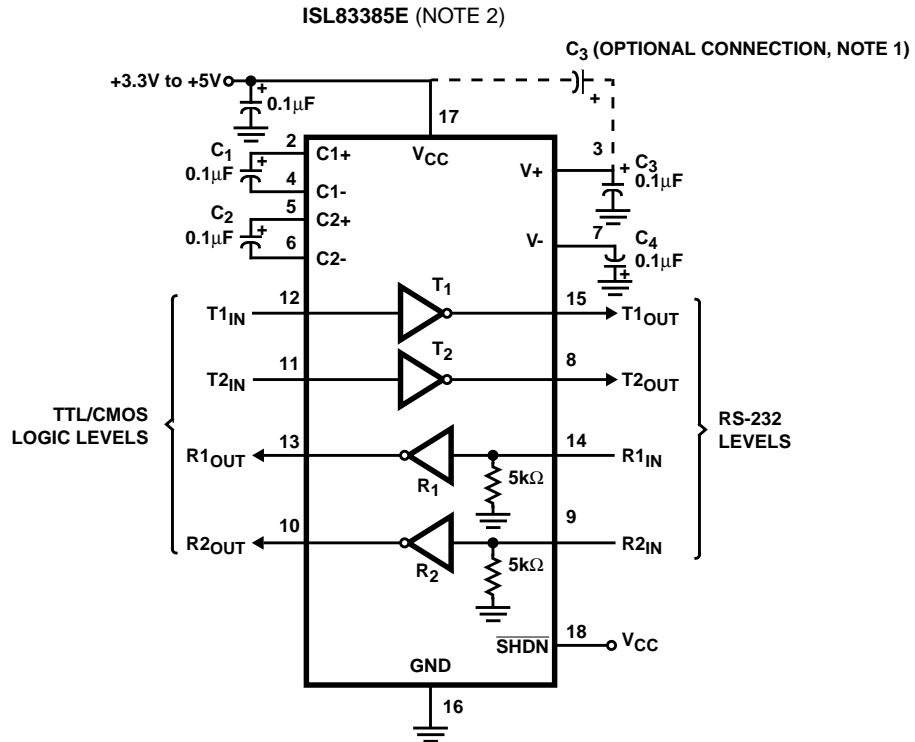 ISL83385E (NOTE 2)
C3 (OPTIONAL CONNECTION, NOTE 1)
+3.3V to +5V
+
0.1μF
+
17
2
C1
0.1μF
+
4
C1+
C1-
VCC
V+
3
+
C3
0.1μF
5
C2
0.1μF
+
6
C2+
C2-
V-
7
C4
0.1μF
+
T1IN
12
T1
15
T1OUT
T2IN
11
T2
8
T2OUT
TTL/CMOS
LOGIC LEVELS
RS-232
LEVELS
R1OUT
13
R1
5kΩ
14
R1IN
R2OUT
10
R2
5kΩ
9
R2IN
SHDN
18
VCC
GND
16